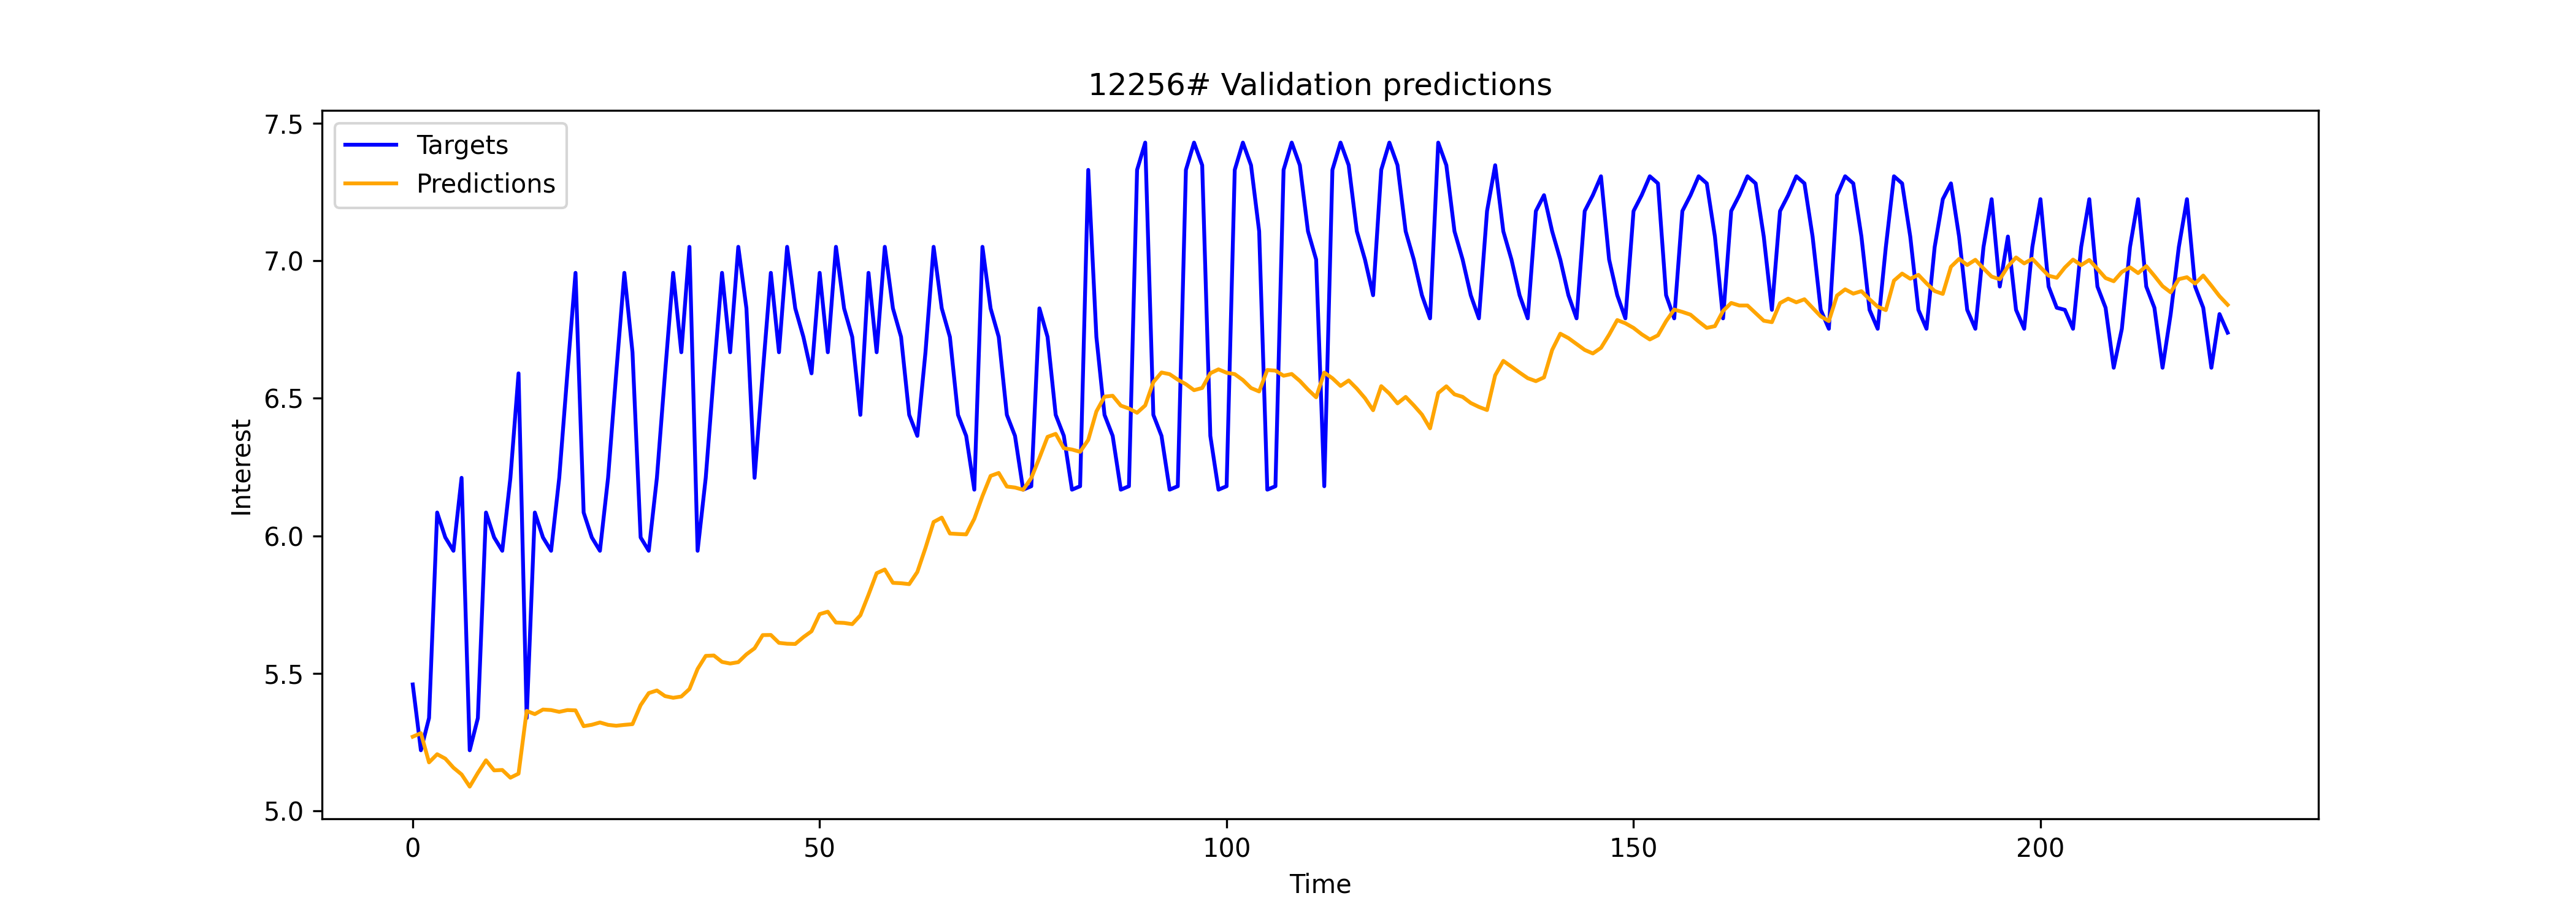 12256# Validation predictions
Targets
Predictions
7.5
7.0
6.5
6.0
5.5
5.0
Interest
0 50 100 150 200
Time